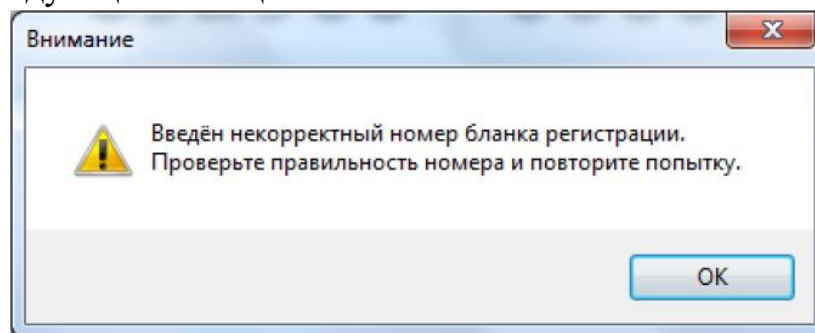 Внимание
Введён некорректный номер бланка регистрации.
Проверьте правильность номера и повторите попытку.
OK